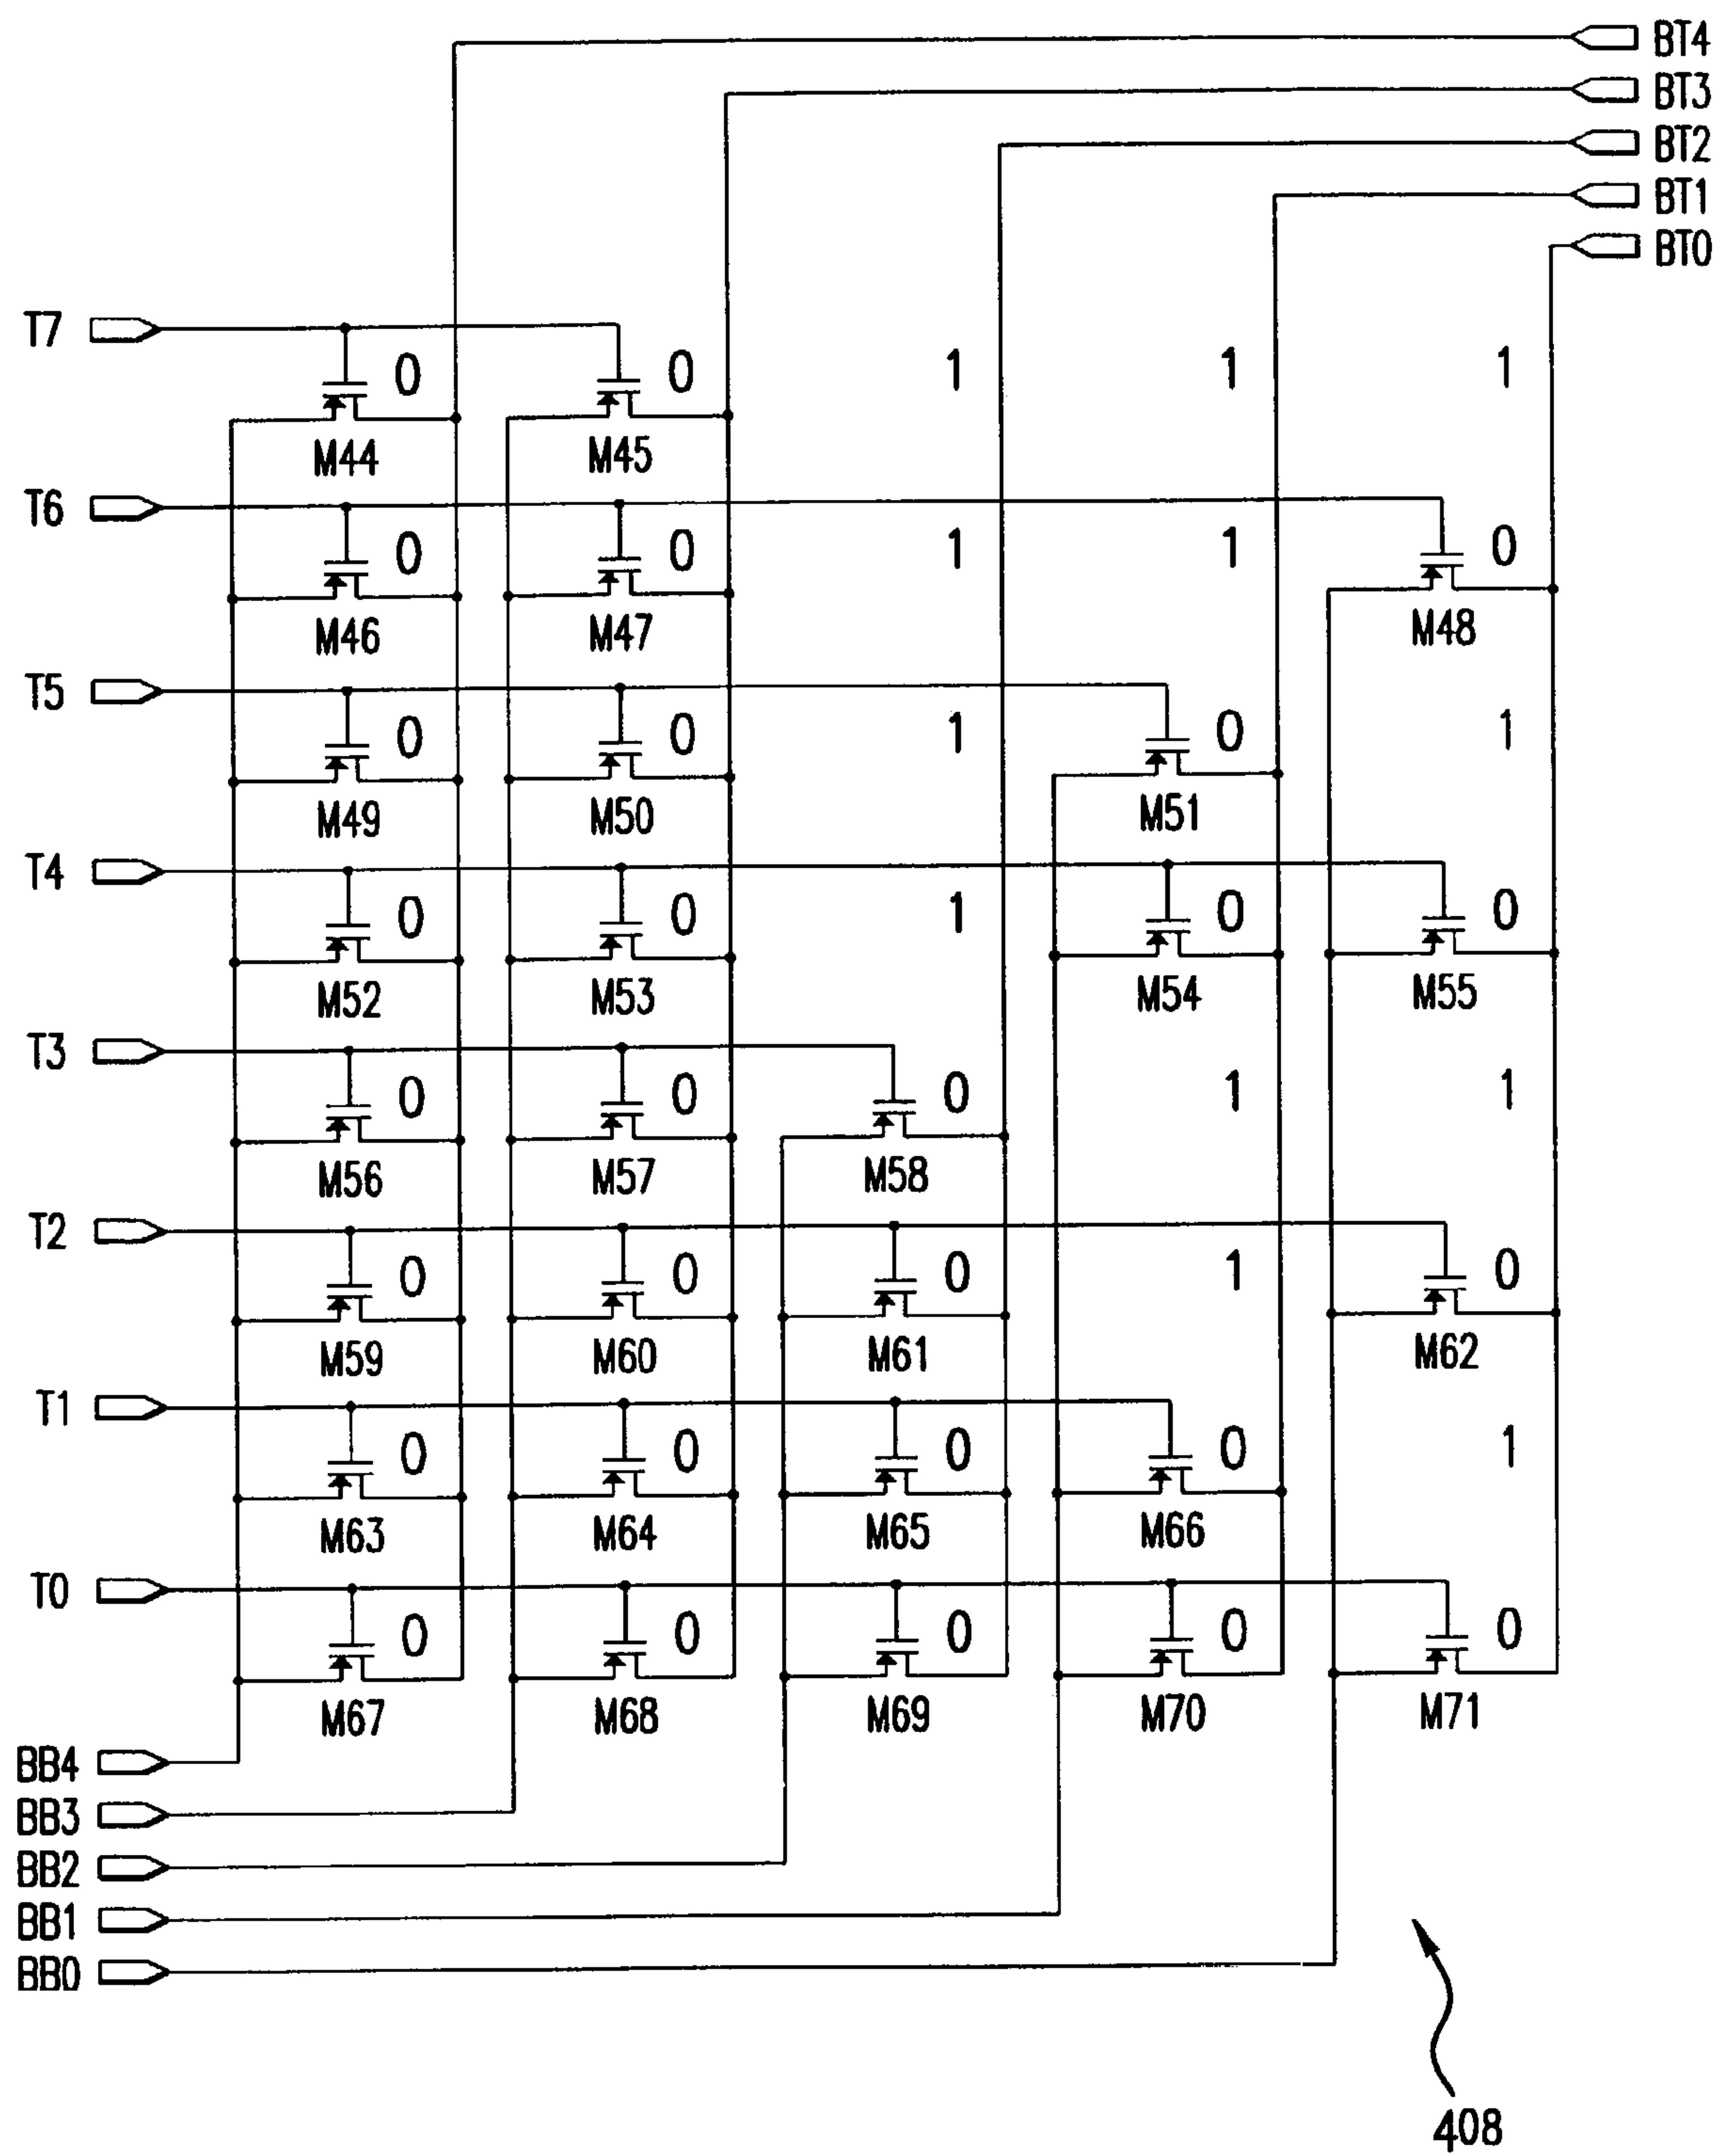 BT4
BT3
BT2
BT1
BT0
T7
0 0 1 1 1
M44 M45
T6
0 0 1 1 0
M46 M47 M48
T5
0 0 1 0 1
M49 M50 M51
T4
0 0 1 0 0
M52 M53 M54 M55
T3
0 0 0 1 1
M56 M57 M58
T2
0 0 0 1 0
M59 M60 M61 M62
T1
0 0 0 0 1
M63 M64 M65 M66
T0
0 0 0 0 0
M67 M68 M69 M70 M71
BB4
BB3
BB2
BB1
BB0
408